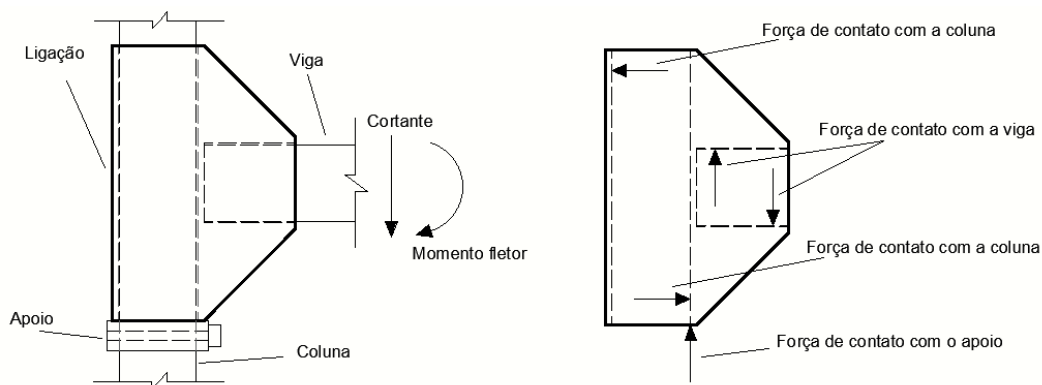 Ligação
Viga
Cortante
Momento fletor
Apoio
Coluna
Força de contato com a coluna
Força de contato com a viga
Força de contato com a coluna
Força de contato com o apoio